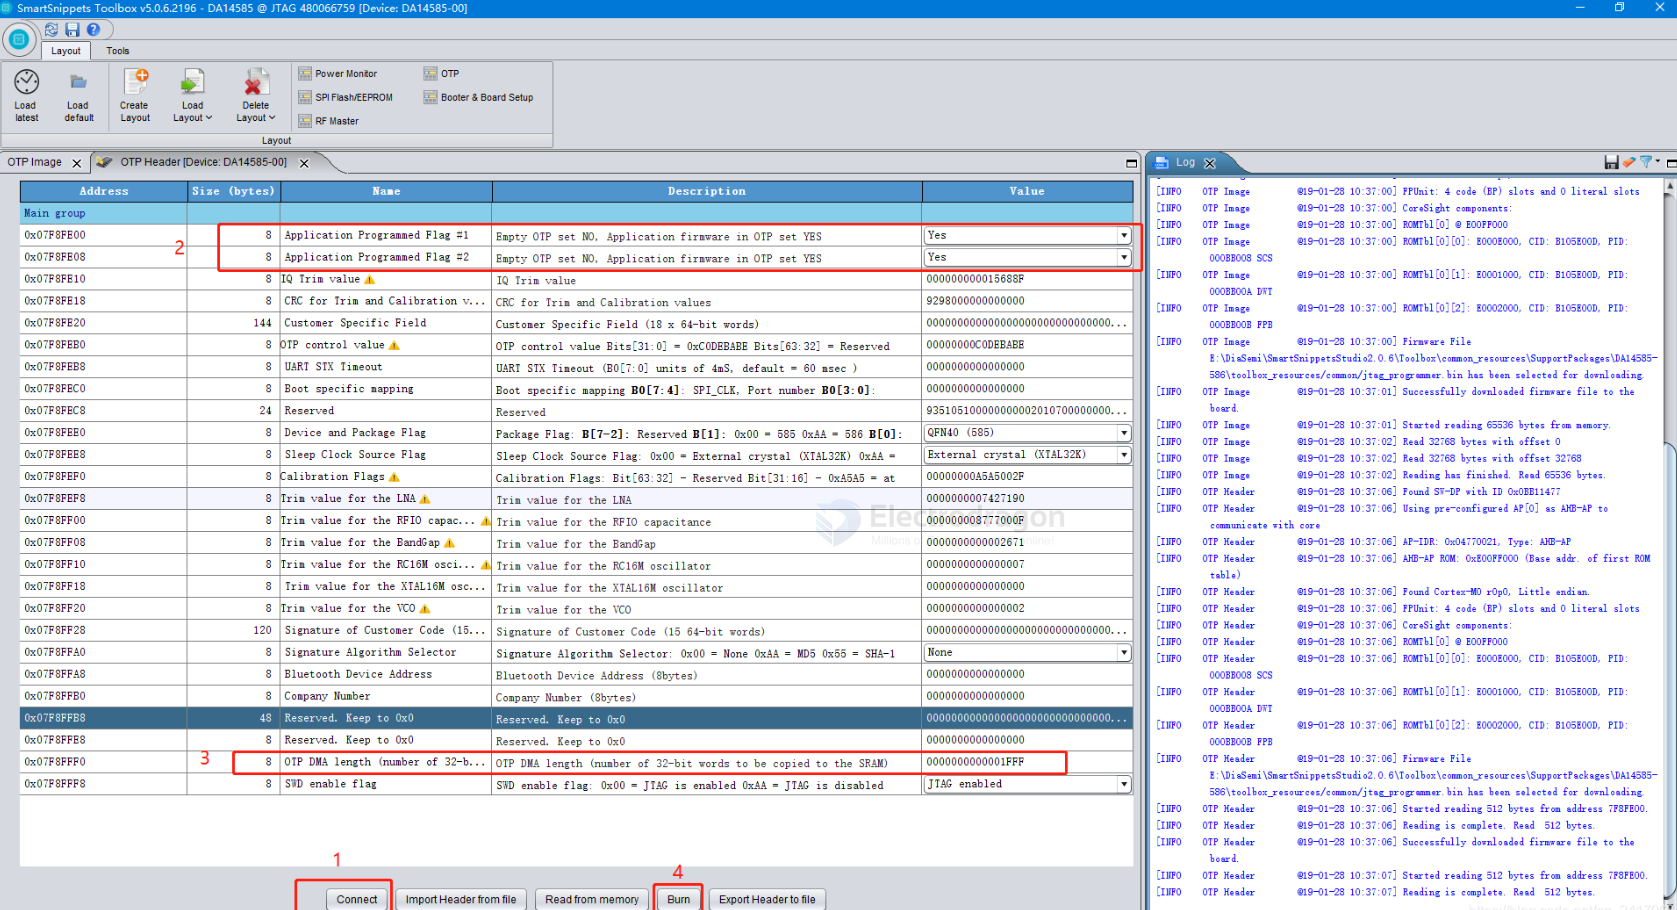 SmartSnippets Toolbox v5.0.6.2196 - DA14585 @ JTAG 480066759 [Device: DA14585-00]
Layout Tools
Load latest
Load default
Create Layout
Load Layout
Delete Layout
Power Monitor OTP
SPI Flash/EEPROM Booter & Board Setup
RF Master
Layout
OTP Image OTP Header [Device: DA14585-00]
Address Size (bytes) Name Description Value
Main group
2
0x07F8FE00 8 Application Programmed Flag #1 Empty OTP set NO, Application firmware in OTP set YES Yes
0x07F8FE08 8 Application Programmed Flag #2 Empty OTP set NO, Application firmware in OTP set YES Yes
0x07F8FE10 8 IQ Trim value IQ Trim value 000000000015688F
0x07F8FE18 8 CRC for Trim and Calibration v... CRC for Trim and Calibration values 9298000000000000
0x07F8FE20 144 Customer Specific Field Customer Specific Field (18 x 64-bit words)
0x07F8FEB0 8 OTP control value OTP control value Bits[31:0] = 0xC0DEBABE Bits[63:32] = Reserved 00000000C0DEBABE
0x07F8FEB8 8 UART STX Timeout UART STX Timeout (B0[7:0] units of 4mS, default = 60 msec ) 0000000000000000
0x07F8FEC0 8 Boot specific mapping Boot specific mapping B0[7:4]: SPI_CLK, Port number B0[3:0]: 0000000000000000
0x07F8FEC8 24 Reserved Reserved
0x07F8FEE0 8 Device and Package Flag Package Flag: B[7-2]: Reserved B[1]: 0x00 = 585 0xAA = 586 B[0]: QFN40 (585)
0x07F8FEE8 8 Sleep Clock Source Flag Sleep Clock Source Flag: 0x00 = External crystal (XTAL32K) 0xAA = External crystal (XTAL32K)
0x07F8FEF0 8 Calibration Flags Calibration Flags: Bit[63:32] - Reserved Bit[31:16] - 0xA5A5 = at 00000000A5A5002F
0x07F8FEF8 8 Trim value for the LNA Trim value for the LNA 0000000007427190
0x07F8FF00 8 Trim value for the RFIO capac... Trim value for the RFIO capacitance 000000008777000F
0x07F8FF08 8 Trim value for the BandGap Trim value for the BandGap 0000000000002671
0x07F8FF10 8 Trim value for the RC16M osci... Trim value for the RC16M oscillator 0000000000000007
0x07F8FF18 8 Trim value for the XTAL16M osc... Trim value for the XTAL16M oscillator 0000000000000000
0x07F8FF20 8 Trim value for the VCO Trim value for the VCO 0000000000000002
0x07F8FF28 120 Signature of Customer Code (15... Signature of Customer Code (15 64-bit words)
0x07F8FFA0 8 Signature Algorithm Selector Signature Algorithm Selector: 0x00 = None 0xAA = MD5 0x55 = SHA-1 None
0x07F8FFA8 8 Bluetooth Device Address Bluetooth Device Address (8bytes) 0000000000000000
0x07F8FFB0 8 Company Number Company Number (8bytes) 0000000000000000
0x07F8FFB8 48 Reserved. Keep to 0x0 Reserved. Keep to 0x0
0x07F8FFE8 8 Reserved. Keep to 0x0 Reserved. Keep to 0x0 0000000000000000
3
0x07F8FFF0 8 OTP DMA length (number of 32-b... OTP DMA length (number of 32-bit words to be copied to the SRAM) 0000000000001FFF
0x07F8FFF8 8 SWD enable flag SWD enable flag: 0x00 = JTAG is enabled 0xAA = JTAG is disabled JTAG enabled
Electrodragon
1 4
Connect Import Header from file Read from memory Burn Export Header to file
Log
[INFO OTP Image @19-01-28 10:37:00] FPUnit: 4 code (BP) slots and 0 literal slots
[INFO OTP Image @19-01-28 10:37:00] CoreSight components:
[INFO OTP Image @19-01-28 10:37:00] ROMTbl[0] @ E00FF000
[INFO OTP Image @19-01-28 10:37:00] ROMTbl[0][0]: E000E000, CID: B105E00D, PID:
000BB008 SCS
[INFO OTP Image @19-01-28 10:37:00] ROMTbl[0][1]: E0001000, CID: B105E00D, PID:
000BB00A DWT
[INFO OTP Image @19-01-28 10:37:00] ROMTbl[0][2]: E0002000, CID: B105E00D, PID:
000BB00B FPB
[INFO OTP Image @19-01-28 10:37:00] Firmware File
E:\DiaSemi\SmartSnippetsStudio2.0.6\Toolbox\common_resources\SupportPackages\DA14585-
586\toolbox_resources/common/jtag_programmer.bin has been selected for downloading.
[INFO OTP Image @19-01-28 10:37:01] Successfully downloaded firmware file to the
board.
[INFO OTP Image @19-01-28 10:37:01] Started reading 65536 bytes from memory.
[INFO OTP Image @19-01-28 10:37:02] Read 32768 bytes with offset 0
[INFO OTP Image @19-01-28 10:37:02] Read 32768 bytes with offset 32768
[INFO OTP Image @19-01-28 10:37:02] Reading has finished. Read 65536 bytes.
[INFO OTP Header @19-01-28 10:37:06] Found SW-DP with ID 0x0BB11477
[INFO OTP Header @19-01-28 10:37:06] Using pre-configured AP[0] as AHB-AP to
communicate with core
[INFO OTP Header @19-01-28 10:37:06] AP-IDR: 0x04770021, Type: AHB-AP
[INFO OTP Header @19-01-28 10:37:06] AHB-AP ROM: 0xE00FF000 (Base addr. of first ROM
table)
[INFO OTP Header @19-01-28 10:37:06] Found Cortex-M0 r0p0, Little endian.
[INFO OTP Header @19-01-28 10:37:06] FPUnit: 4 code (BP) slots and 0 literal slots
[INFO OTP Header @19-01-28 10:37:06] CoreSight components:
[INFO OTP Header @19-01-28 10:37:06] ROMTbl[0] @ E00FF000
[INFO OTP Header @19-01-28 10:37:06] ROMTbl[0][0]: E000E000, CID: B105E00D, PID:
000BB008 SCS
[INFO OTP Header @19-01-28 10:37:06] ROMTbl[0][1]: E0001000, CID: B105E00D, PID:
000BB00A DWT
[INFO OTP Header @19-01-28 10:37:06] ROMTbl[0][2]: E0002000, CID: B105E00D, PID:
000BB00B FPB
[INFO OTP Header @19-01-28 10:37:06] Firmware File
E:\DiaSemi\SmartSnippetsStudio2.0.6\Toolbox\common_resources\SupportPackages\DA14585-
586\toolbox_resources/common/jtag_programmer.bin has been selected for downloading.
[INFO OTP Header @19-01-28 10:37:06] Started reading 512 bytes from address 7F8FE00.
[INFO OTP Header @19-01-28 10:37:06] Reading is complete. Read 512 bytes.
[INFO OTP Header @19-01-28 10:37:06] Successfully downloaded firmware file to the
board.
[INFO OTP Header @19-01-28 10:37:07] Started reading 512 bytes from address 7F8FE00.
[INFO OTP Header @19-01-28 10:37:07] Reading is complete. Read 512 bytes.